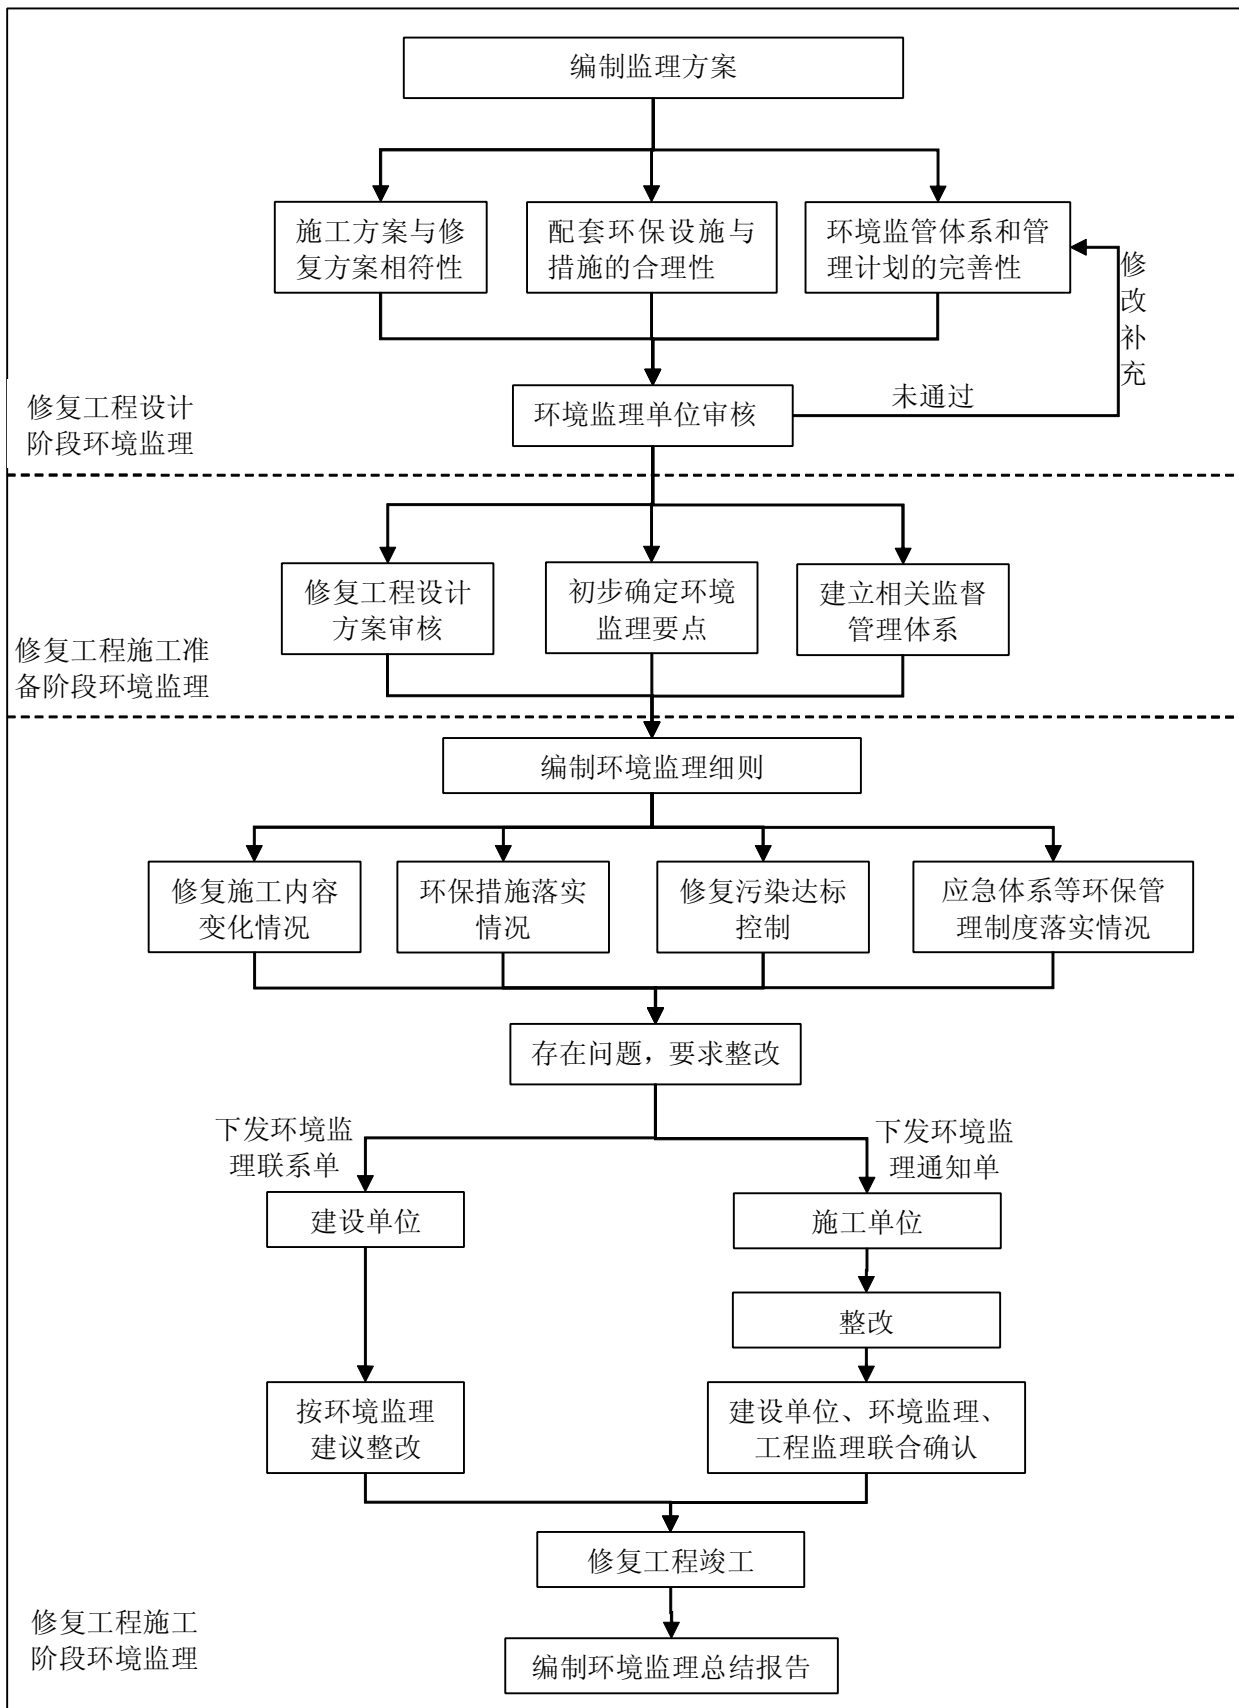 编制监理方案
施工方案与修
复方案相符性
配套环保设施与
措施的合理性
环境监管体系和管
理计划的完善性
修
改
补
充
未通过
环境监理单位审核
修复工程设计
阶段环境监理
修复工程设计
方案审核
初步确定环境
监理要点
建立相关监督
管理体系
修复工程施工准
备阶段环境监理
编制环境监理细则
修复施工内容
变化情况
环保措施落实
情况
修复污染达标
控制
应急体系等环保管
理制度落实情况
存在问题，要求整改
下发环境监
理联系单
下发环境监
理通知单
建设单位
施工单位
整改
按环境监理
建议整改
建设单位、环境监理、
工程监理联合确认
修复工程竣工
修复工程施工
阶段环境监理
编制环境监理总结报告